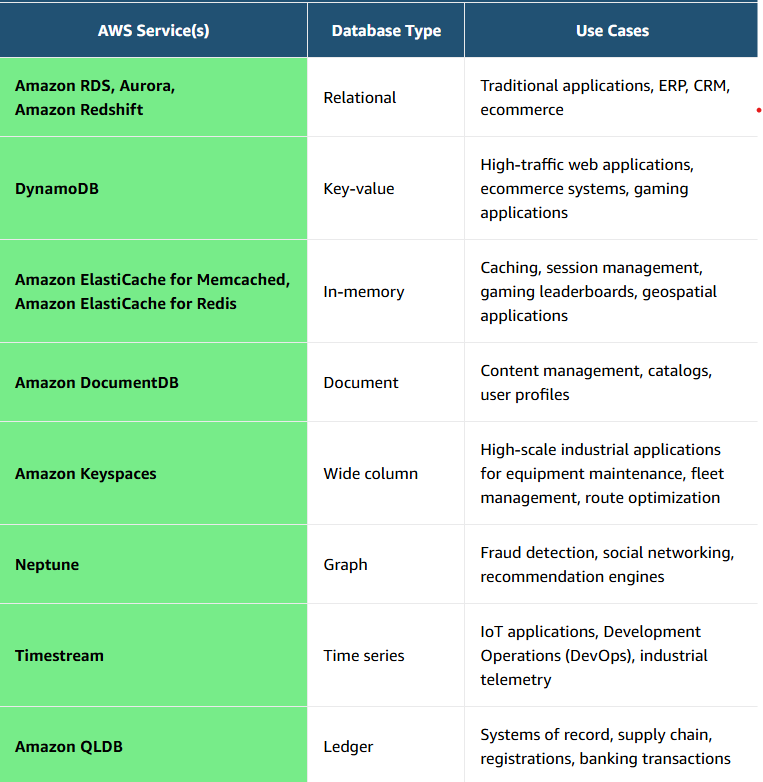 AWS Service(s) Database Type Use Cases
Amazon RDS, Aurora,
Amazon Redshift
Relational
Traditional applications, ERP, CRM,
ecommerce
DynamoDB
Key-value
High-traffic web applications,
ecommerce systems, gaming
applications
Amazon ElastiCache for Memcached,
Amazon ElastiCache for Redis
In-memory
Caching, session management,
gaming leaderboards, geospatial
applications
Amazon DocumentDB
Document
Content management, catalogs,
user profiles
Amazon Keyspaces
Wide column
High-scale industrial applications
for equipment maintenance, fleet
management, route optimization
Neptune
Graph
Fraud detection, social networking,
recommendation engines
Timestream
Time series
IoT applications, Development
Operations (DevOps), industrial
telemetry
Amazon QLDB
Ledger
Systems of record, supply chain,
registrations, banking transactions